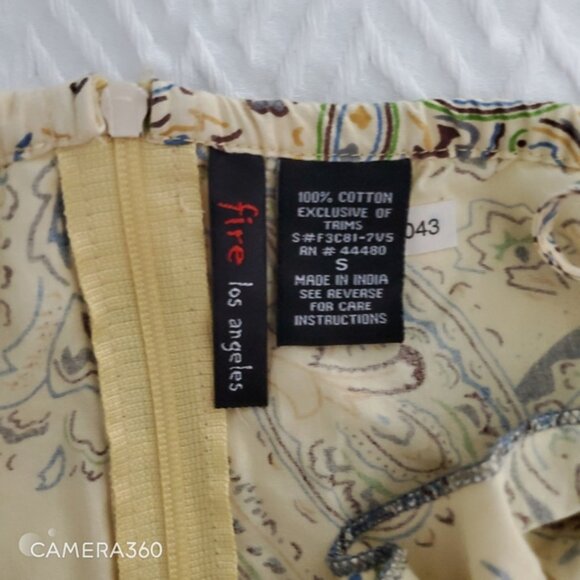 fire los angeles
100% COTTON
EXCLUSIVE OF
TRIMS
S#F3C81-7V5
RN # 44480
S
MADE IN INDIA
SEE REVERSE
FOR CARE
INSTRUCTIONS
043
CAMERA360